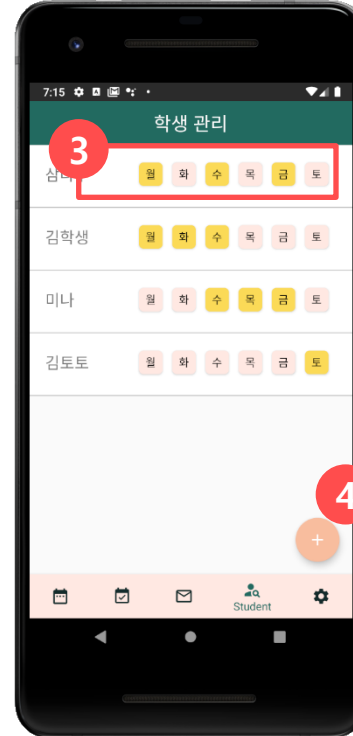 7:15
학생 관리
3
월 화 수 목 금 토
김학생 월 화 수 목 금 토
미나 월 화 수 목 금 토
김토토 월 화 수 목 금 토
4
+
Student